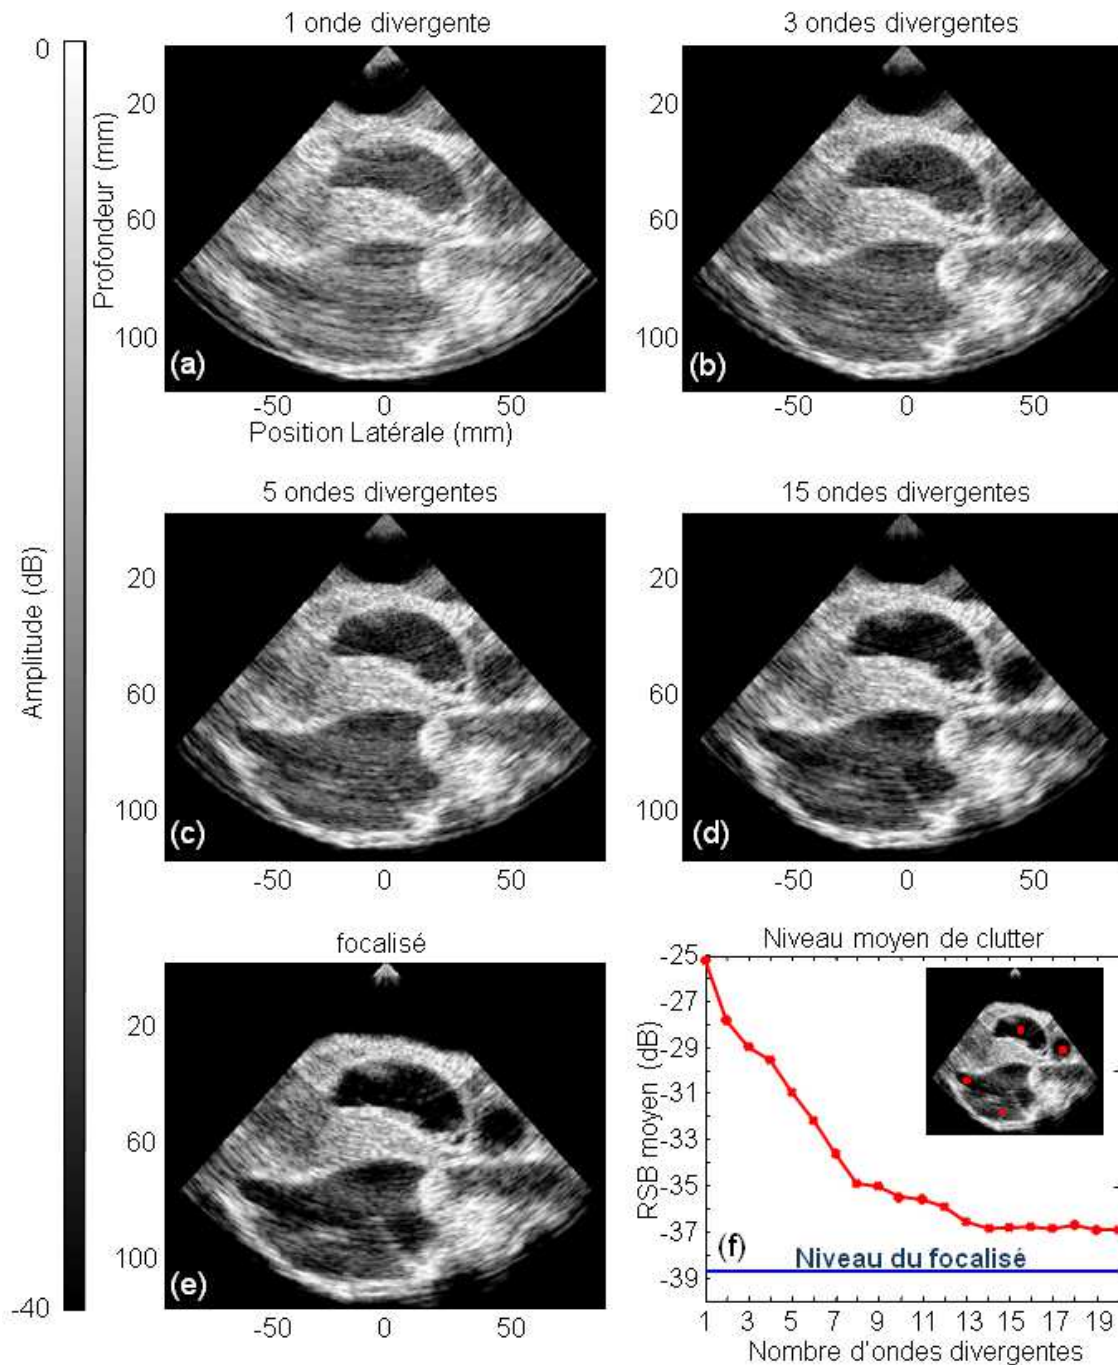 1 onde divergente
3 ondes divergentes
0
Profondeur (mm)
20
60
100
(a)
-50 0 50
Position Latérale (mm)
20
60
100
(b)
-50 0 50
5 ondes divergentes
15 ondes divergentes
Amplitude (dB)
20
60
100
(c)
-50 0 50
20
60
100
(d)
-50 0 50
focalisé
20
60
100
(e)
-50 0 50
-40
Niveau moyen de clutter
RSB moyen (dB)
-25
-27
-29
-31
-33
-35
-37
-39
(f)
Niveau du focalisé
1 3 5 7 9 11 13 15 17 19
Nombre d'ondes divergentes